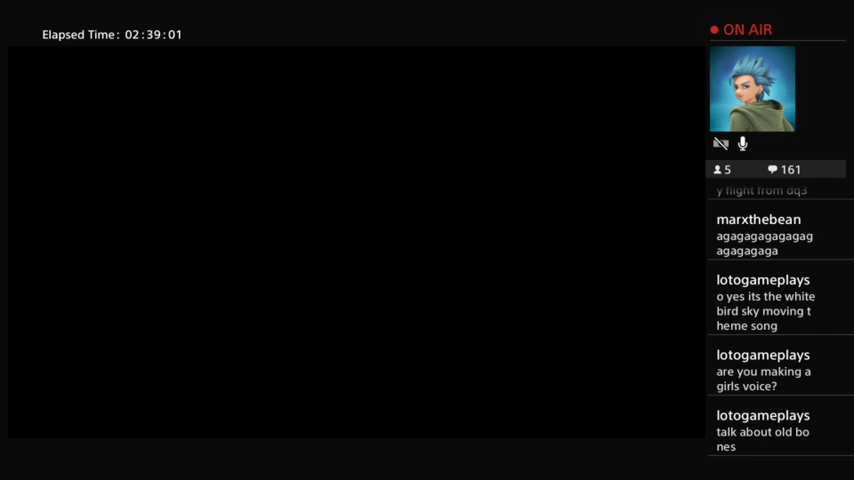 Elapsed Time: 02:39:01
ON AIR
5 161
y flight from dq3
marxthebean
agagagagagagag
agagagaga
lotogameplays
o yes its the white
bird sky moving t
heme song
lotogameplays
are you making a
girls voice?
lotogameplays
talk about old bo
nes